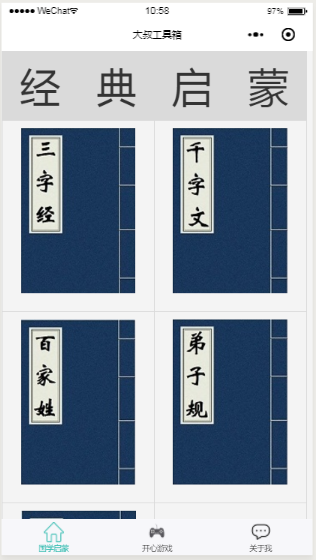 ●●●●● WeChat 10:58 97%
大叔工具箱
经典启蒙
三字经
千字文
百家姓
弟子规
国学启蒙 开心游戏 关于我